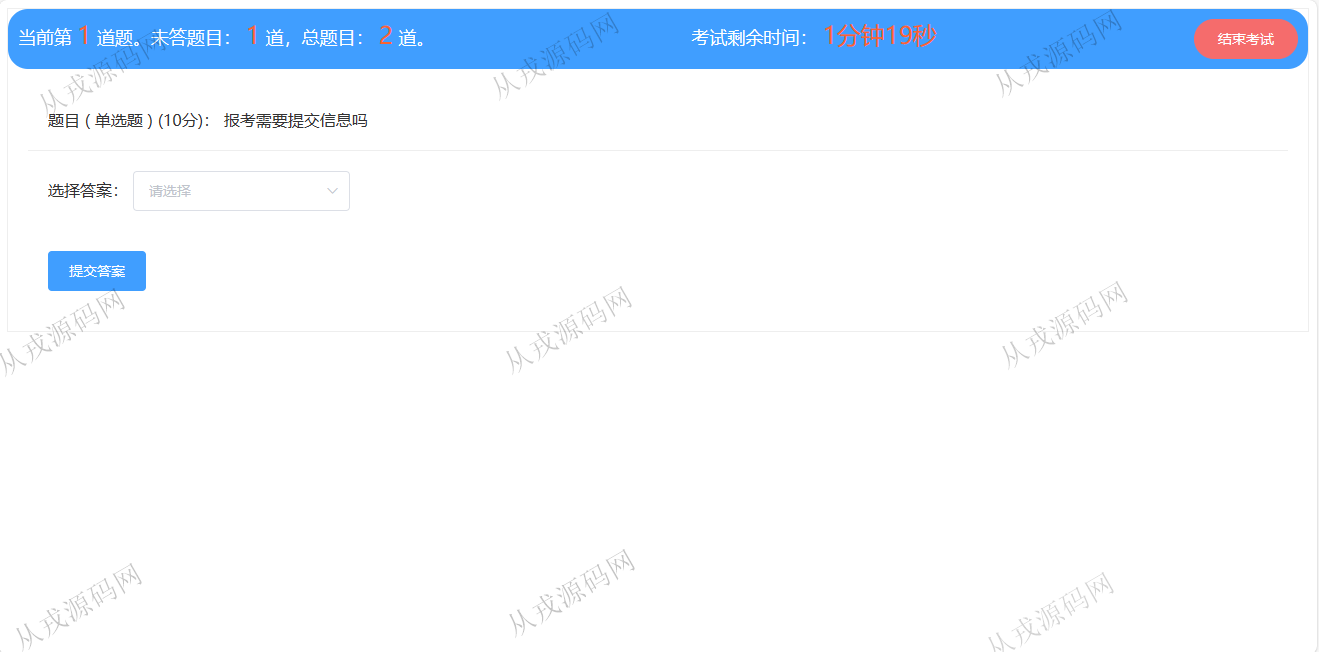 当前第 1 道题。未答题目： 1 道，总题目： 2 道。 考试剩余时间： 1分钟19秒 结束考试
题目 ( 单选题 ) (10分)： 报考需要提交信息吗
选择答案： 请选择
提交答案
从戎源码网
从戎源码网
从戎源码网
从戎源码网
从戎源码网
从戎源码网
从戎源码网
从戎源码网
从戎源码网